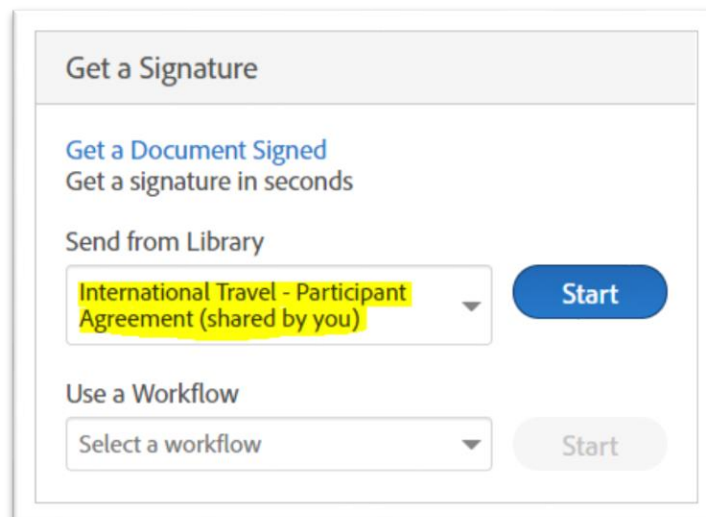 Get a Signature
Get a Document Signed
Get a signature in seconds
Send from Library
International Travel - Participant
Agreement (shared by you)
Start
Use a Workflow
Select a workflow
Start